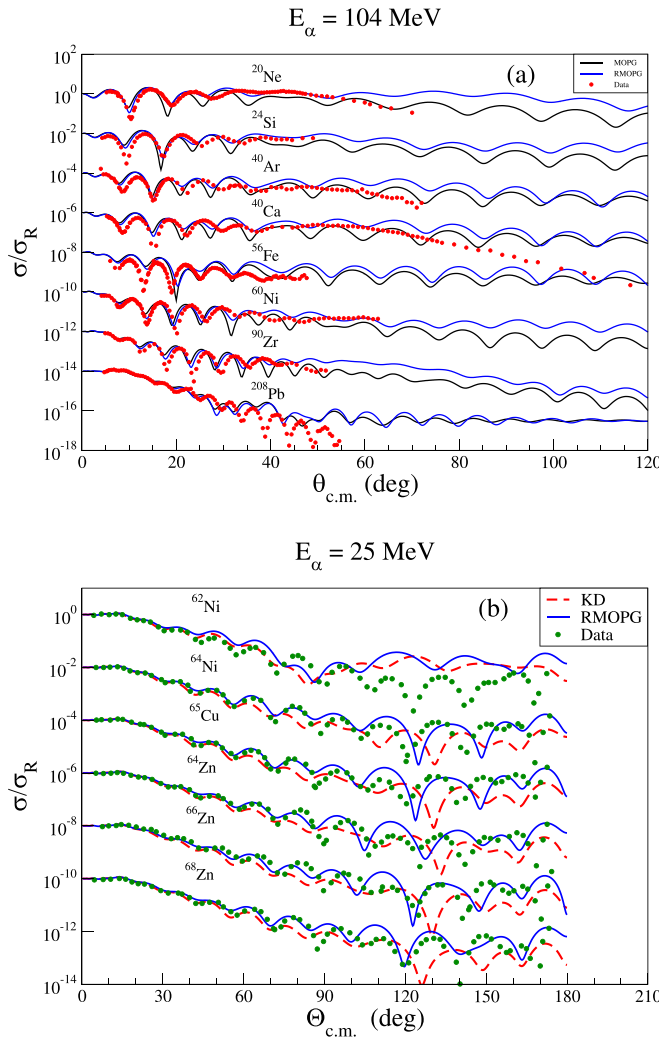 E_α = 104 MeV
(a)
MOPG
RMOPG
Data
10^2
10^0
10^-2
10^-4
10^-6
10^-8
10^-10
10^-12
10^-14
10^-16
10^-18
σ/σ_R
^20Ne
^24Si
^40Ar
^40Ca
^56Fe
^60Ni
^90Zr
^208Pb
0 20 40 60 80 100 120
θ_c.m. (deg)
E_α = 25 MeV
(b)
KD
RMOPG
Data
10^0
10^-2
10^-4
10^-6
10^-8
10^-10
10^-12
10^-14
σ/σ_R
^62Ni
^64Ni
^65Cu
^64Zn
^66Zn
^68Zn
0 30 60 90 120 150 180 210
Θ_c.m. (deg)